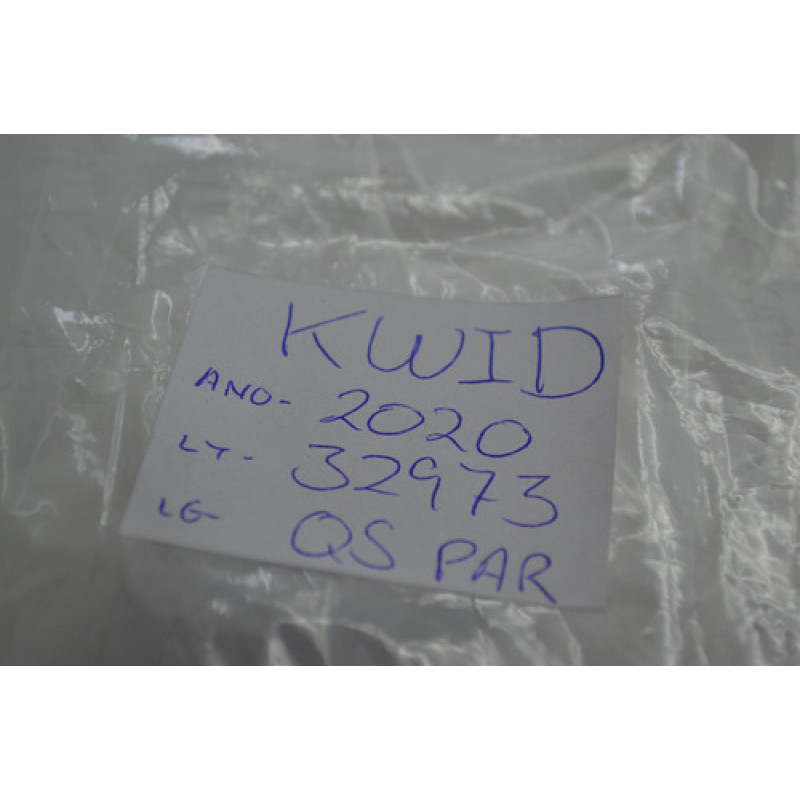 KWID
ANO- 2020
LT- 32973
LG- QS PAR